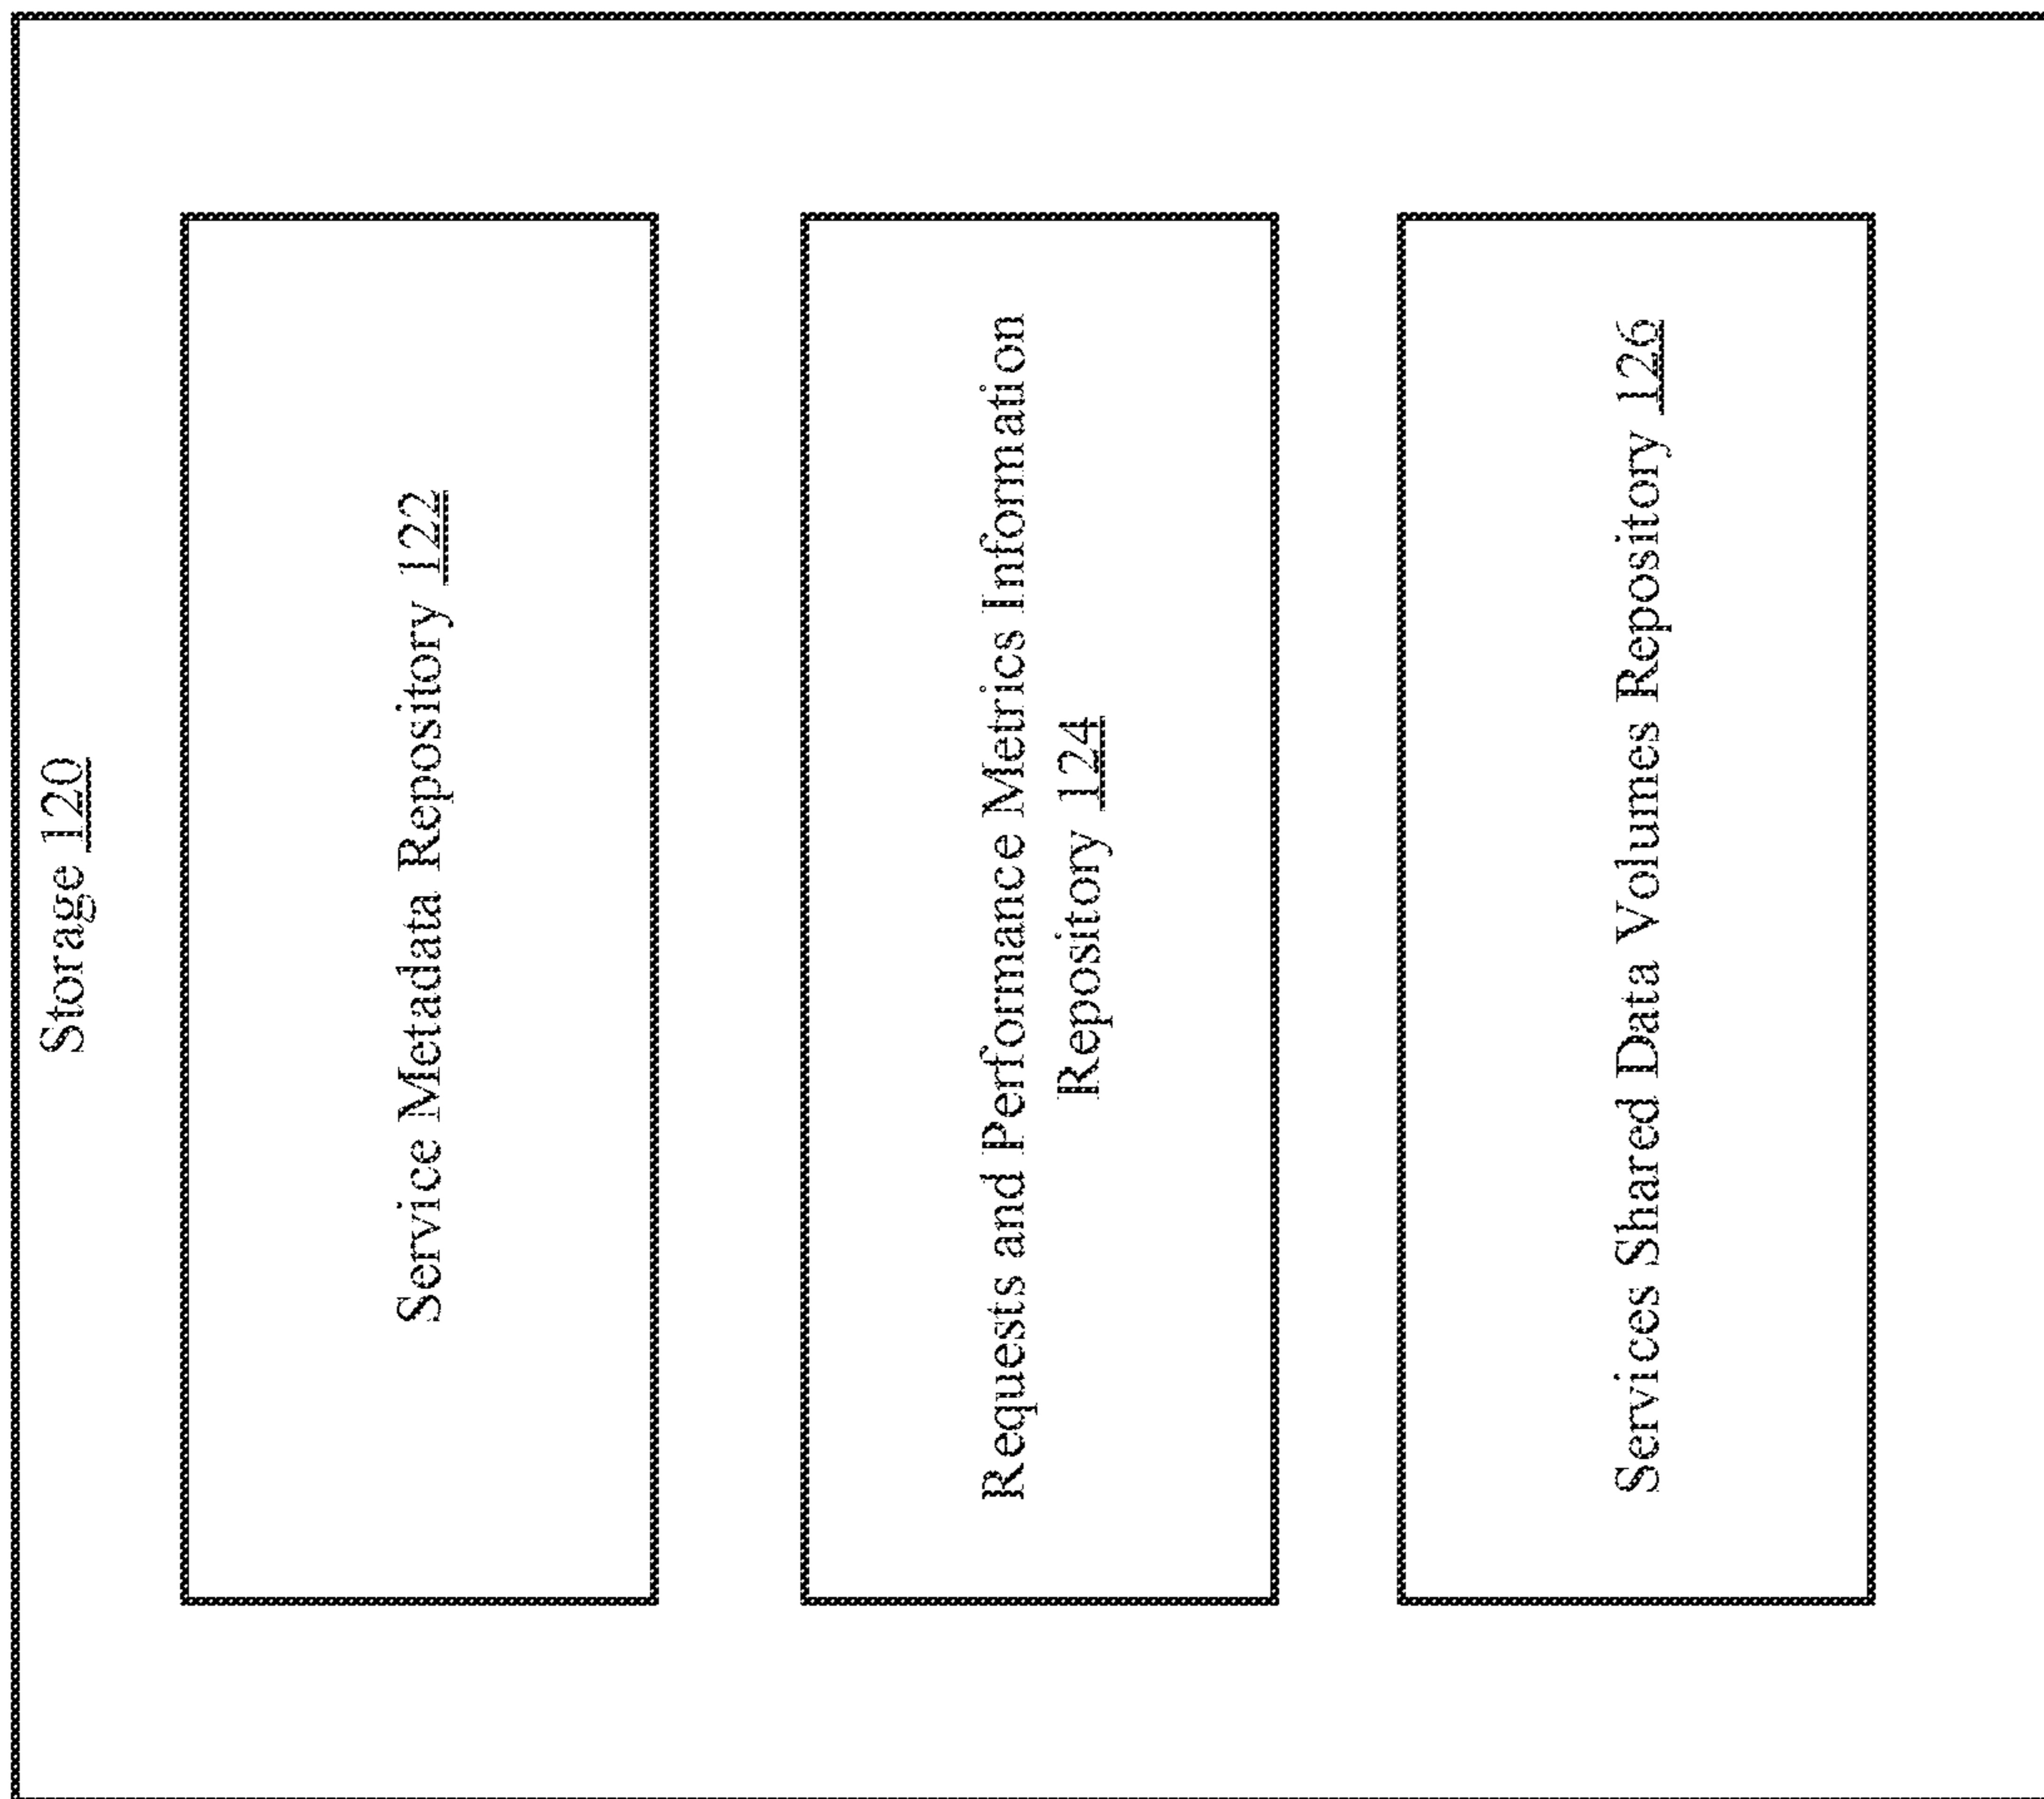 Storage 120
Service Metadata Repository 122
Requests and Performance Metrics Information
Repository 124
Services Shared Data Volumes Repository 126